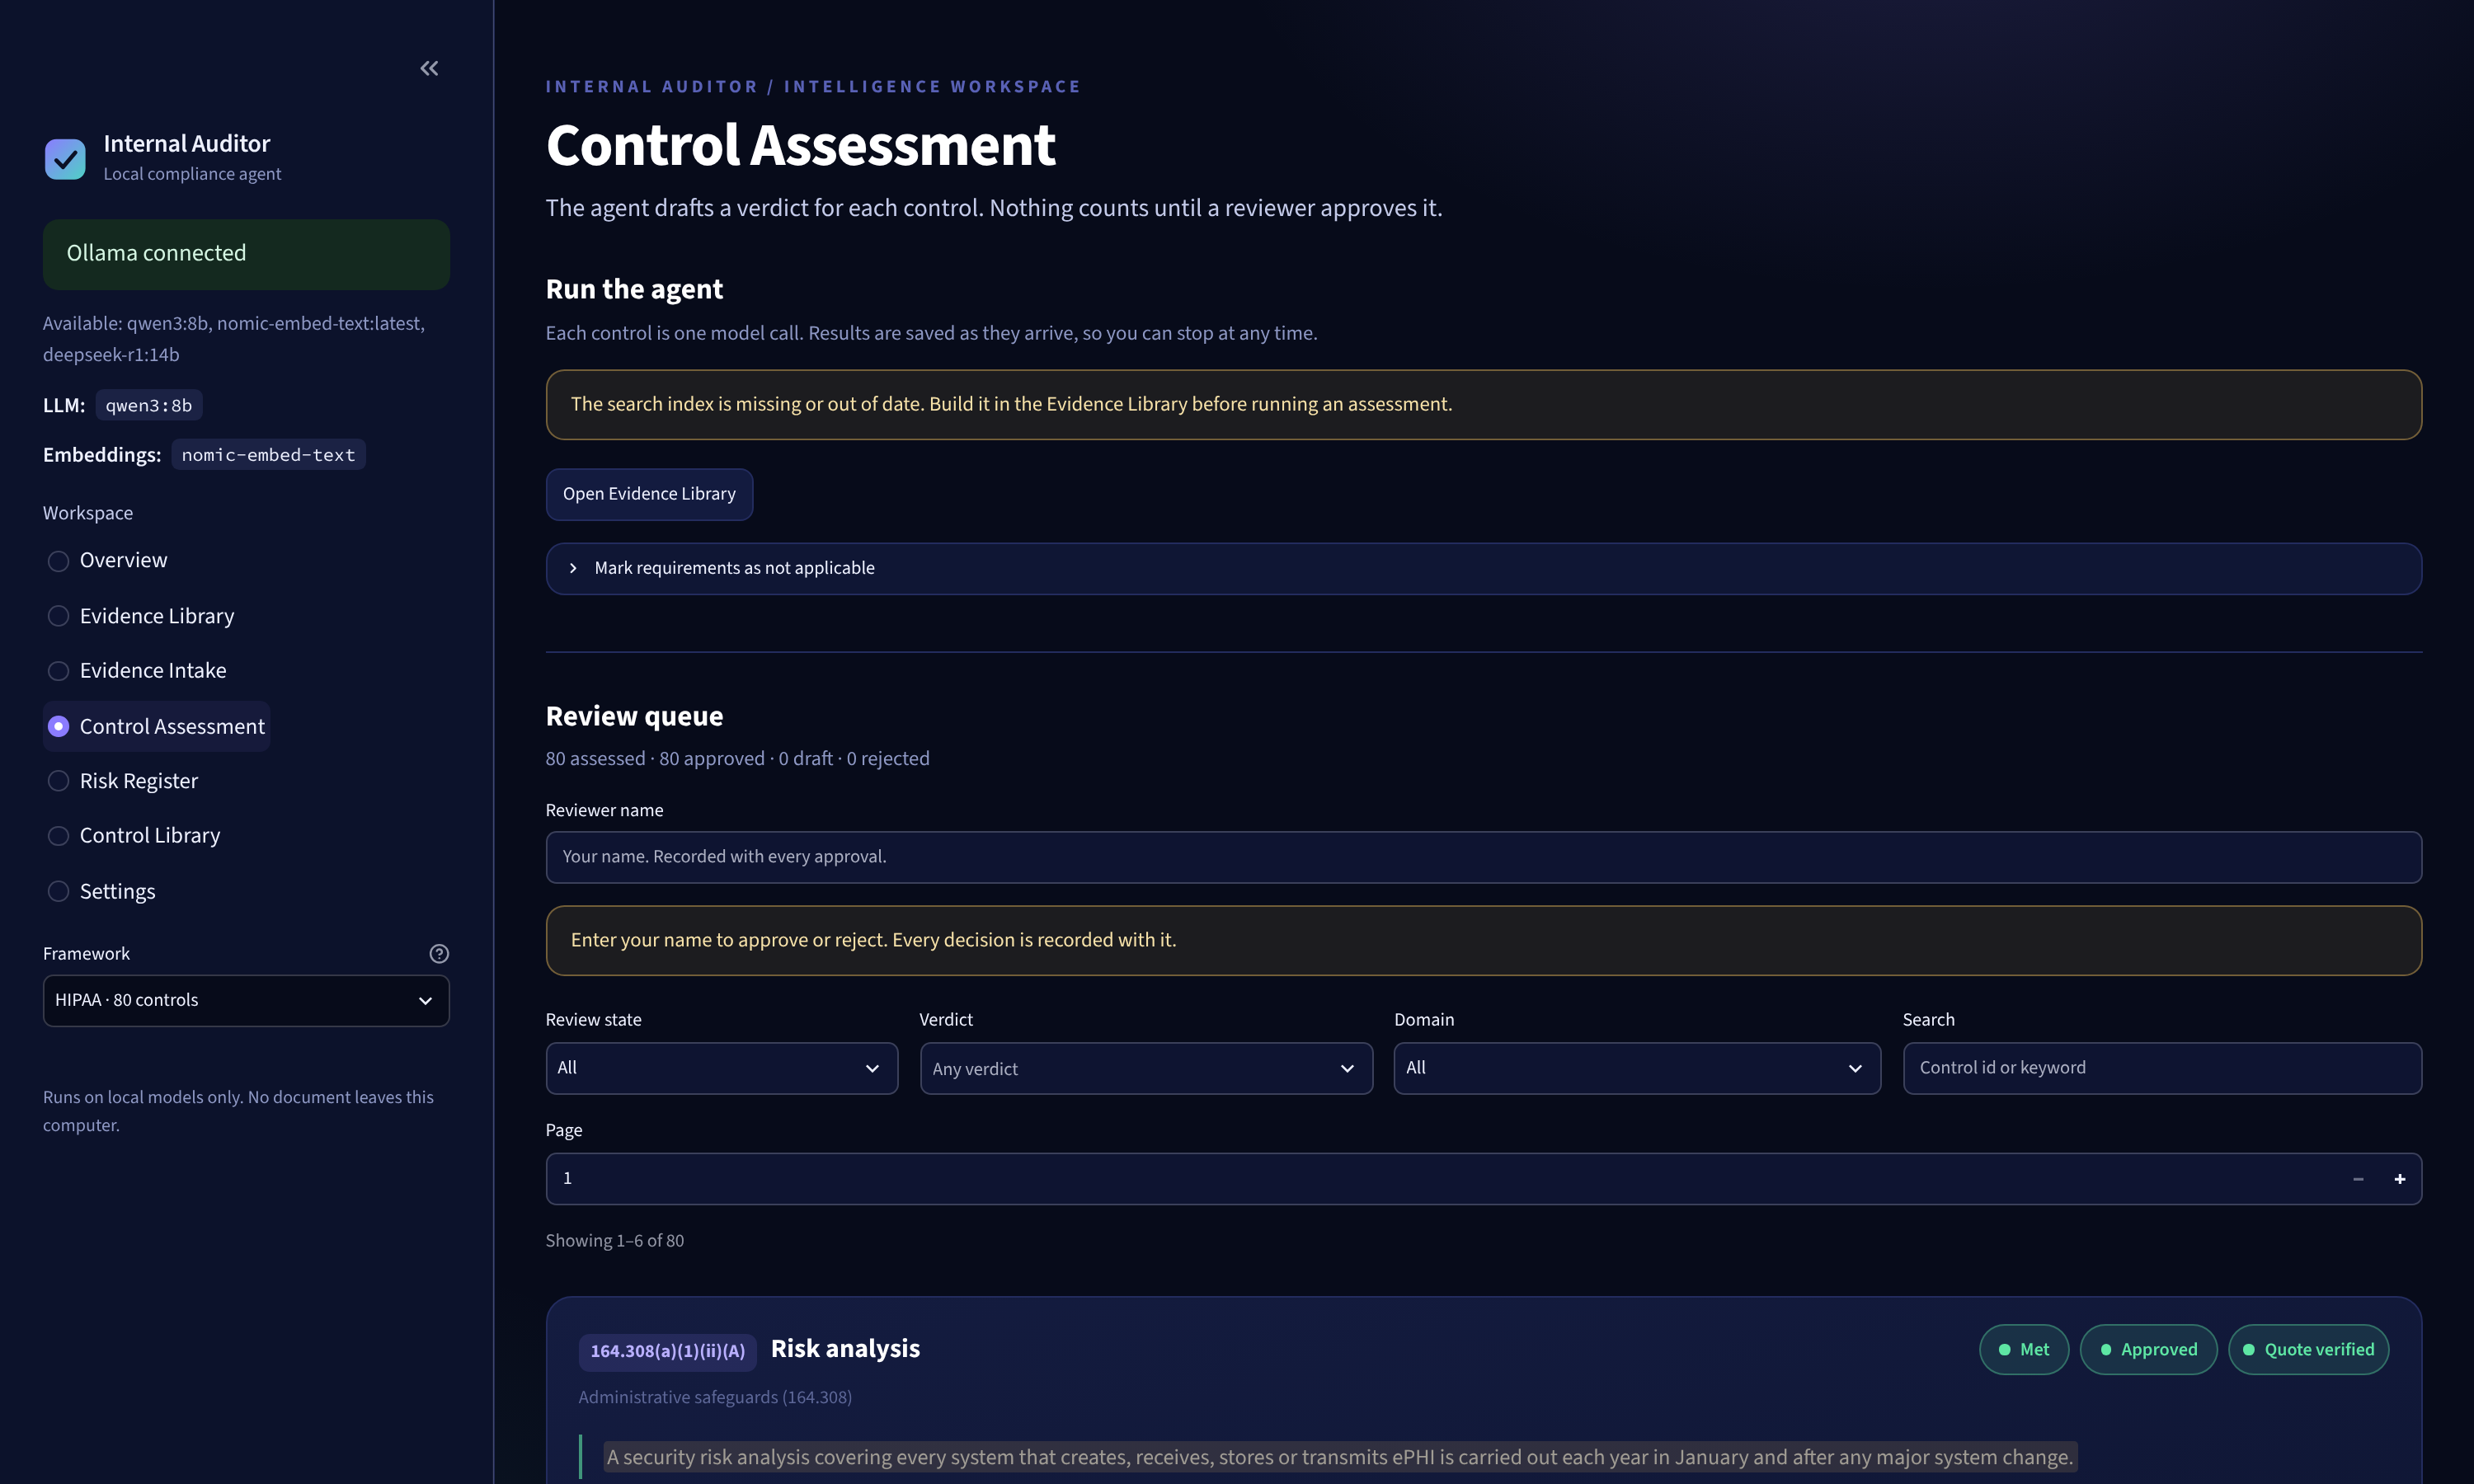 Internal Auditor
Local compliance agent
Ollama connected
Available: qwen3:8b, nomic-embed-text:latest,
deepseek-r1:14b
LLM: qwen3:8b
Embeddings: nomic-embed-text
Workspace
Overview
Evidence Library
Evidence Intake
Control Assessment
Risk Register
Control Library
Settings
Framework
HIPAA · 80 controls
Runs on local models only. No document leaves this
computer.
INTERNAL AUDITOR / INTELLIGENCE WORKSPACE
Control Assessment
The agent drafts a verdict for each control. Nothing counts until a reviewer approves it.
Run the agent
Each control is one model call. Results are saved as they arrive, so you can stop at any time.
The search index is missing or out of date. Build it in the Evidence Library before running an assessment.
Open Evidence Library
Mark requirements as not applicable
Review queue
80 assessed · 80 approved · 0 draft · 0 rejected
Reviewer name
Your name. Recorded with every approval.
Enter your name to approve or reject. Every decision is recorded with it.
Review state Verdict Domain Search
All Any verdict All Control id or keyword
Page
1
Showing 1–6 of 80
164.308(a)(1)(ii)(A) Risk analysis Met Approved Quote verified
Administrative safeguards (164.308)
A security risk analysis covering every system that creates, receives, stores or transmits ePHI is carried out each year in January and after any major system change.